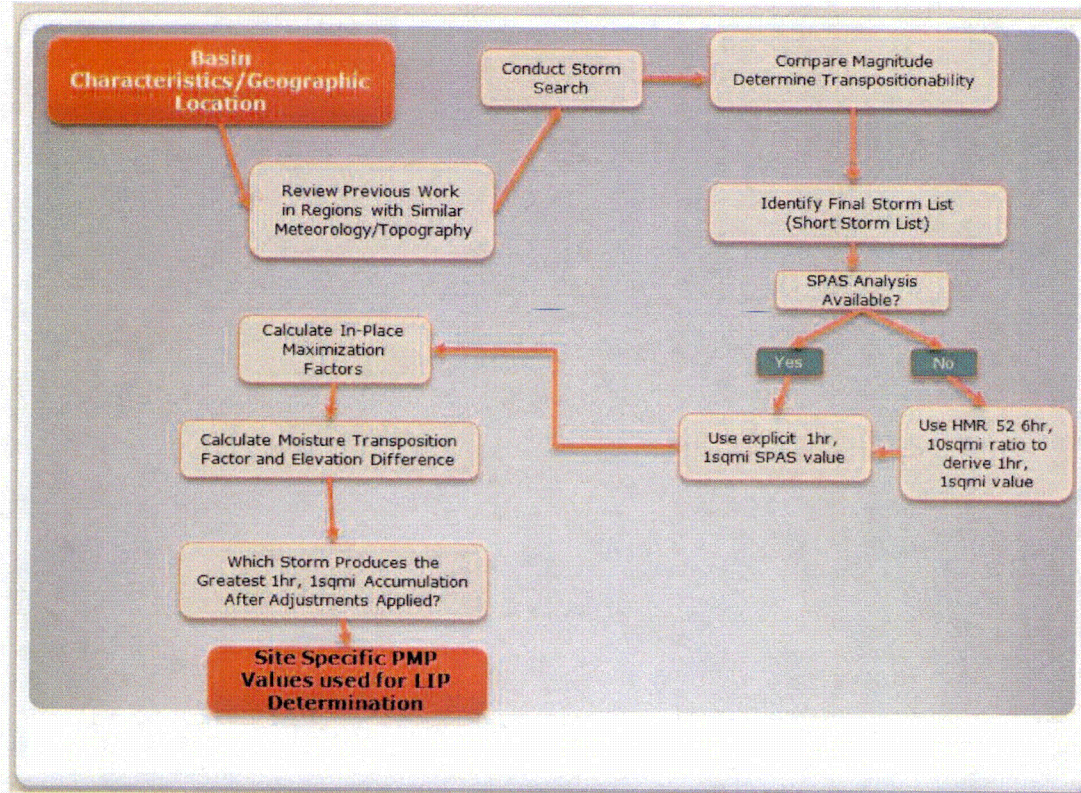 Basin
Characteristics/Geographic
Location
Review Previous Work
in Regions with Similar
Meteorology/Topography
Conduct Storm
Search
Compare Magnitude
Determine Transpositionability
Identify Final Storm List
(Short Storm List)
SPAS Analysis
Available?
Yes
No
Use explicit 1hr,
1sqmi SPAS value
Use HMR 52 6hr,
10sqmi ratio to
derive 1hr,
1sqmi value
Calculate In-Place
Maximization
Factors
Calculate Moisture Transposition
Factor and Elevation Difference
Which Storm Produces the
Greatest 1hr, 1sqmi Accumulation
After Adjustments Applied?
Site Specific PMP
Values used for LIP
Determination